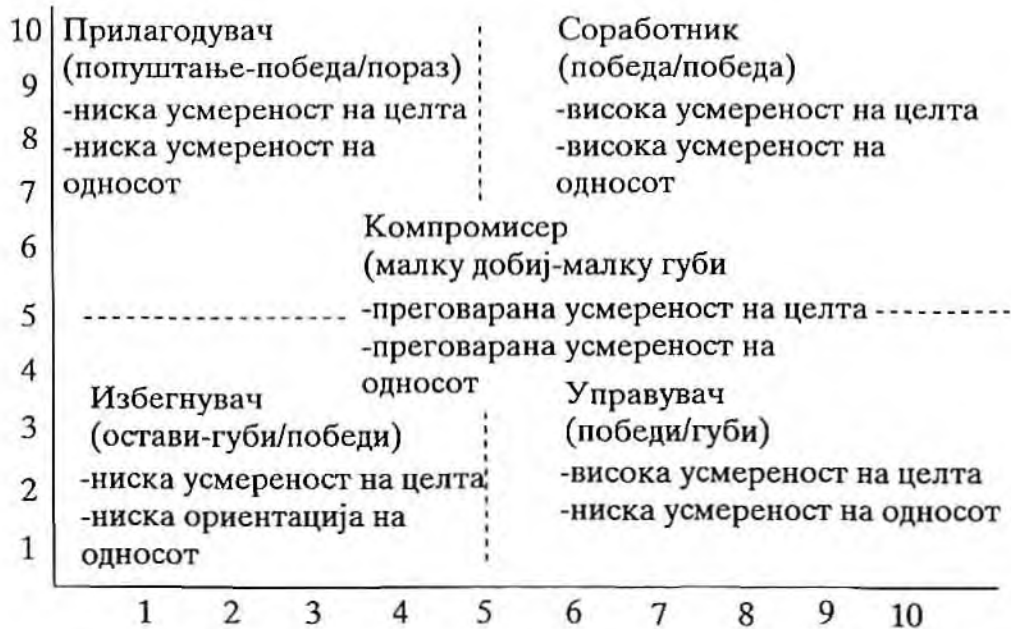 10
9
8
7
6
5
4
3
2
1
Прилагодувач
(попуштање-победа/пораз)
-ниска усмереност на целта
-ниска усмереност на
односот
Соработник
(победа/победа)
-висока усмереност на целта
-висока усмереност на
односот
Компромисер
(малку добиј-малку губи
-преговарана усмереност на целта
-преговарана усмереност на
односот
Избегнувач
(остави-губи/победи)
-ниска усмереност на целта
-ниска ориентација на
односот
Управувач
(победи/губи)
-висока усмереност на целта
-ниска усмереност на односот
1 2 3 4 5 6 7 8 9 10